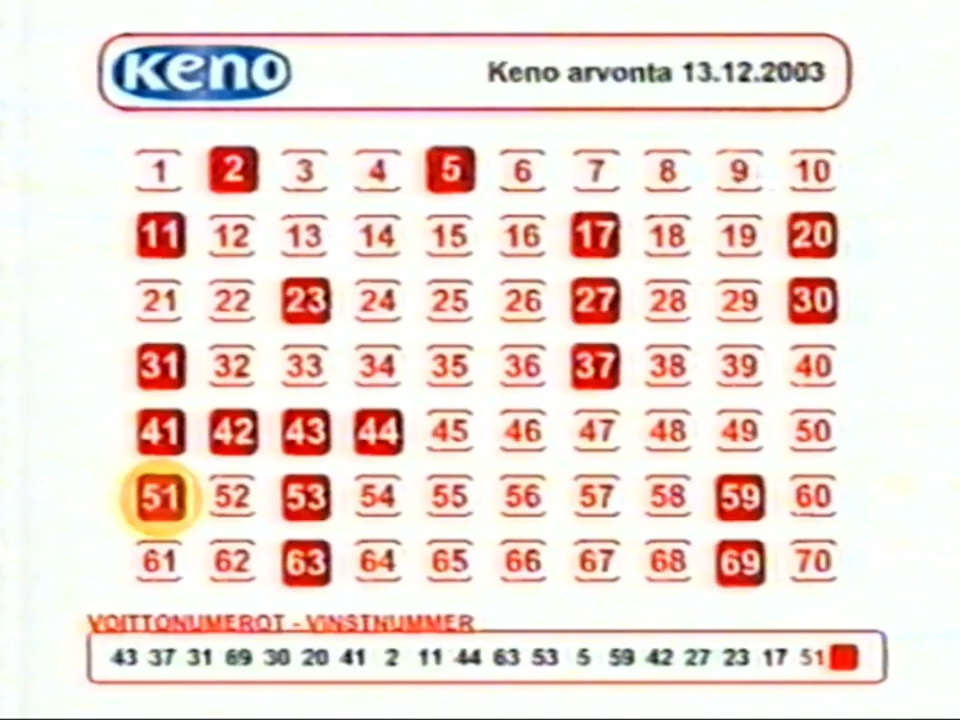 Keno Keno arvonta 13.12.2003
1 2 3 4 5 6 7 8 9 10
11 12 13 14 15 16 17 18 19 20
21 22 23 24 25 26 27 28 29 30
31 32 33 34 35 36 37 38 39 40
41 42 43 44 45 46 47 48 49 50
51 52 53 54 55 56 57 58 59 60
61 62 63 64 65 66 67 68 69 70
VOITTONUMEROT - VINSTNUMMER
43 37 31 69 30 20 41 2 11 44 63 53 5 59 42 27 23 17 51